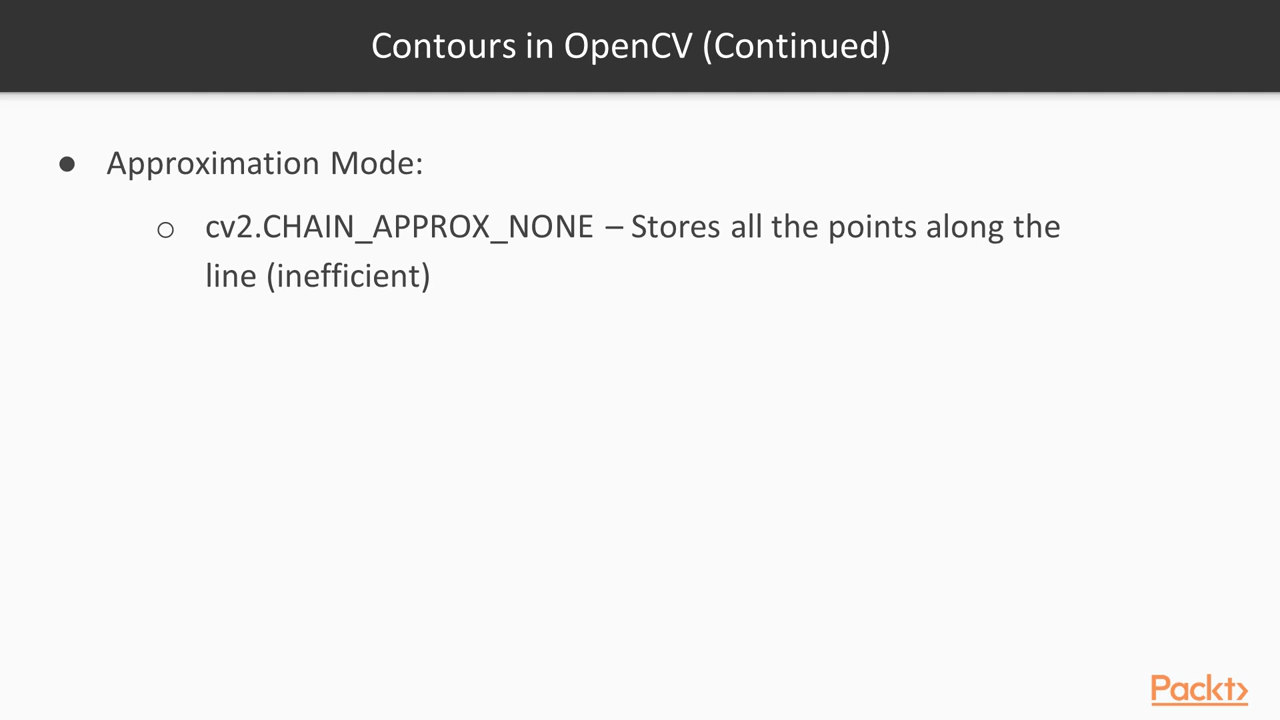 Contours in OpenCV (Continued)
● Approximation Mode:
○ cv2.CHAIN_APPROX_NONE – Stores all the points along the
line (inefficient)
Packt>